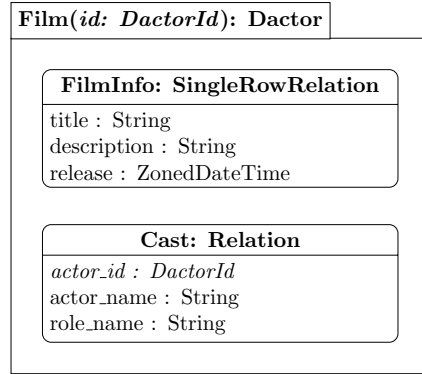 Film(id: DactorId): Dactor
FilmInfo: SingleRowRelation
title : String
description : String
release : ZonedDateTime
Cast: Relation
actor_id : DactorId
actor_name : String
role_name : String